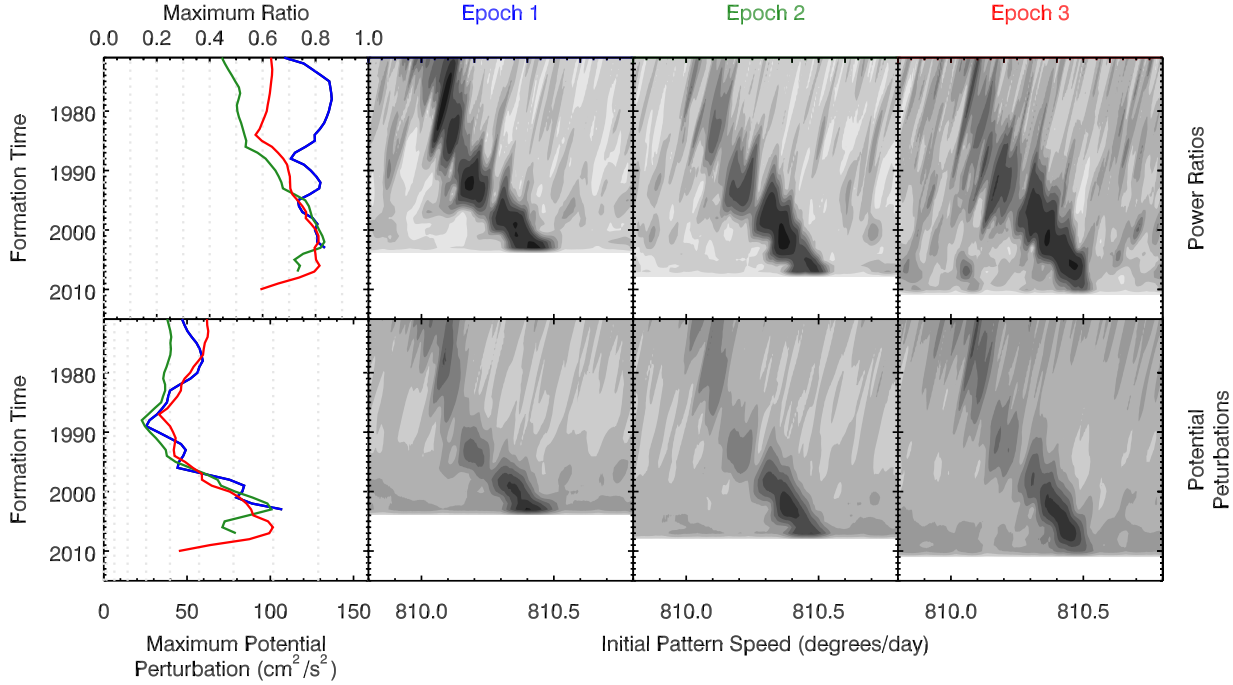 Maximum Ratio
Epoch 1
Epoch 2
Epoch 3
0.0 0.2 0.4 0.6 0.8 1.0
Formation Time
1980
1990
2000
2010
Power Ratios
Formation Time
1980
1990
2000
2010
Potential
Peturbations
0 50 100 150
810.0 810.5
810.0 810.5
810.0 810.5
Maximum Potential
Perturbation (cm²/s²)
Initial Pattern Speed (degrees/day)